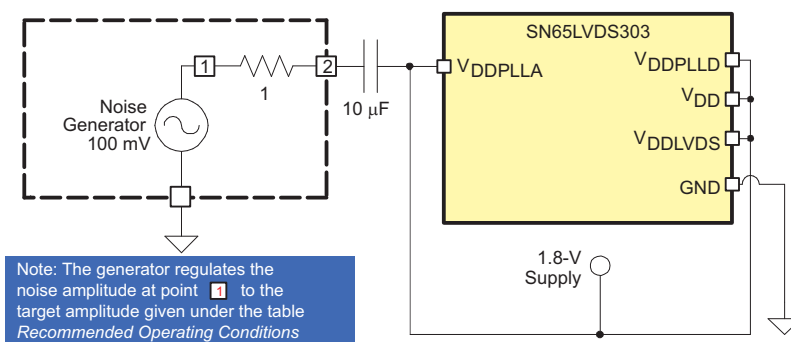 SN65LVDS303
1
2
VDDPLLA
VDDPLLD
VDD
VDDLVDS
GND
Noise
Generator
100 mV
1
10 μF
1.8-V
Supply
Note: The generator regulates the
noise amplitude at point 1 to the
target amplitude given under the table
Recommended Operating Conditions